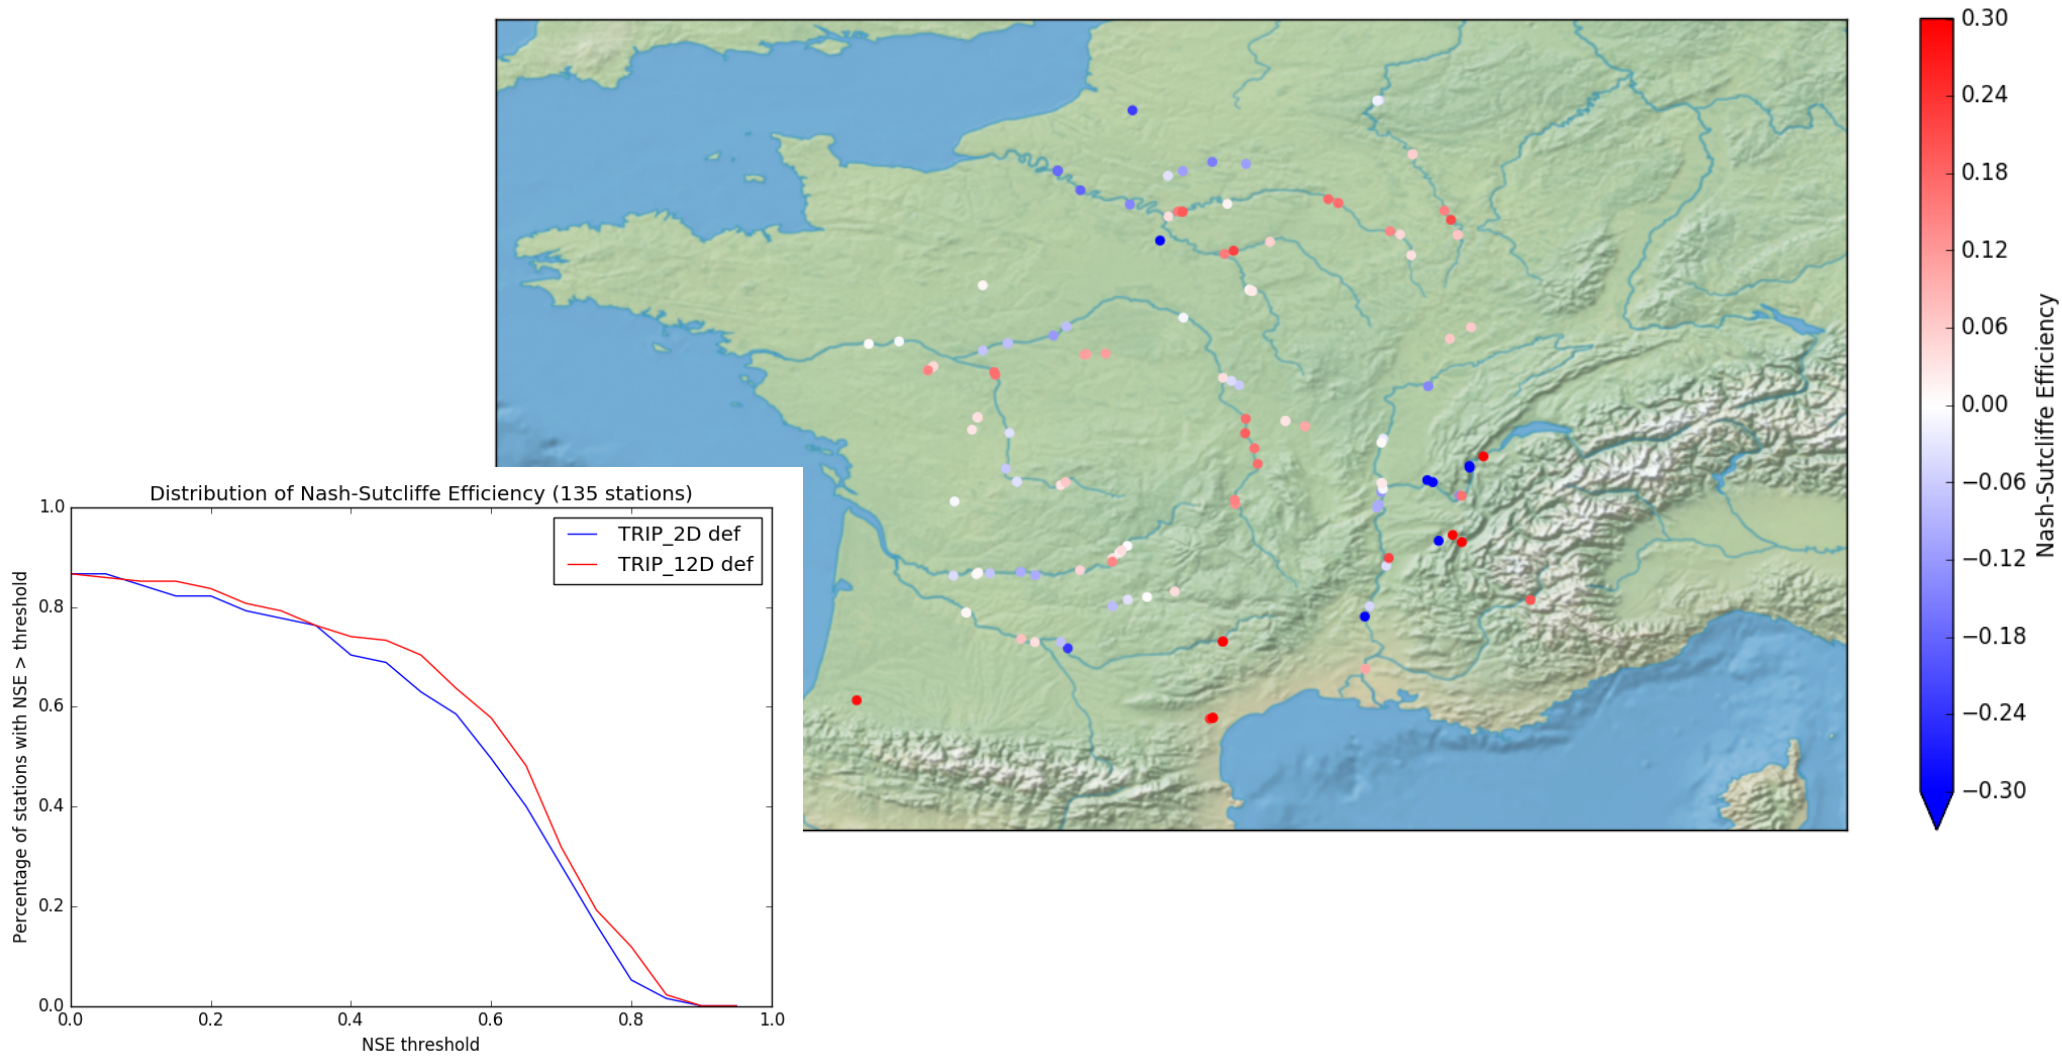 0.30
0.24
0.18
0.12
0.06
0.00
−0.06
−0.12
−0.18
−0.24
−0.30
Nash-Sutcliffe Efficiency
Distribution of Nash-Sutcliffe Efficiency (135 stations)
TRIP_2D def
TRIP_12D def
1.0
0.8
0.6
0.4
0.2
0.0
Percentage of stations with NSE > threshold
0.0 0.2 0.4 0.6 0.8 1.0
NSE threshold